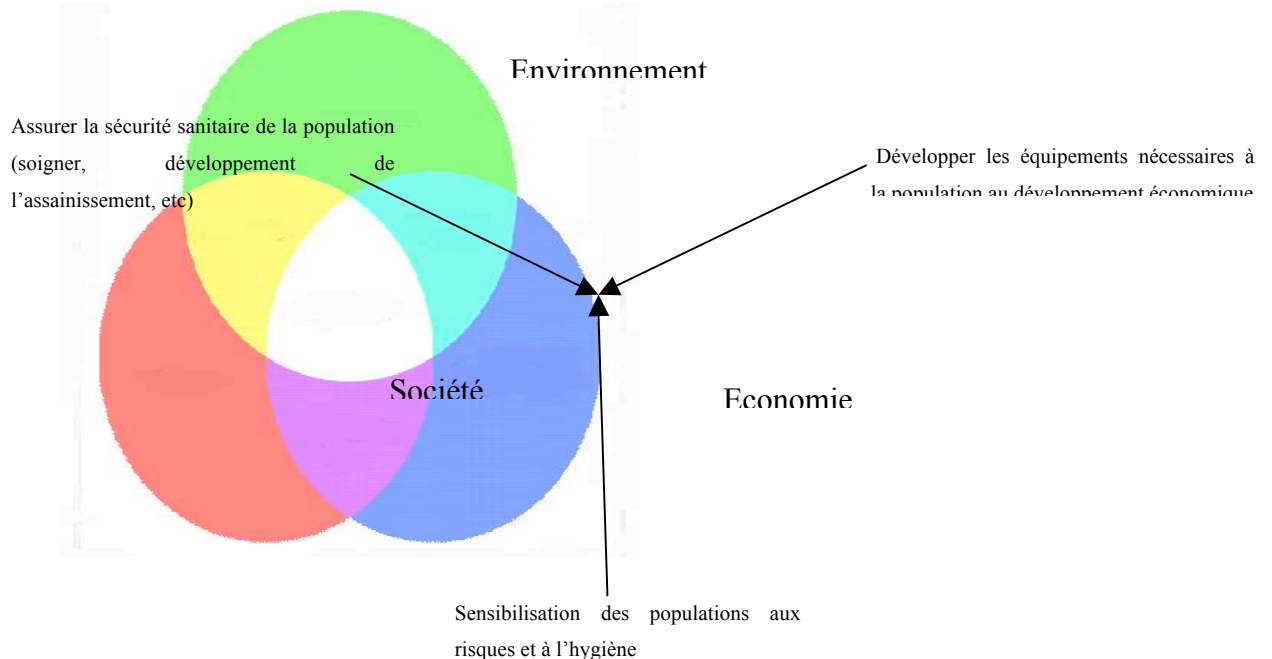 Environnement
Assurer la sécurité sanitaire de la population
(soigner, développement de
l’assainissement, etc)
Développer les équipements nécessaires à
la population au développement économique
Société
Economie
Sensibilisation des populations aux
risques et à l’hygiène